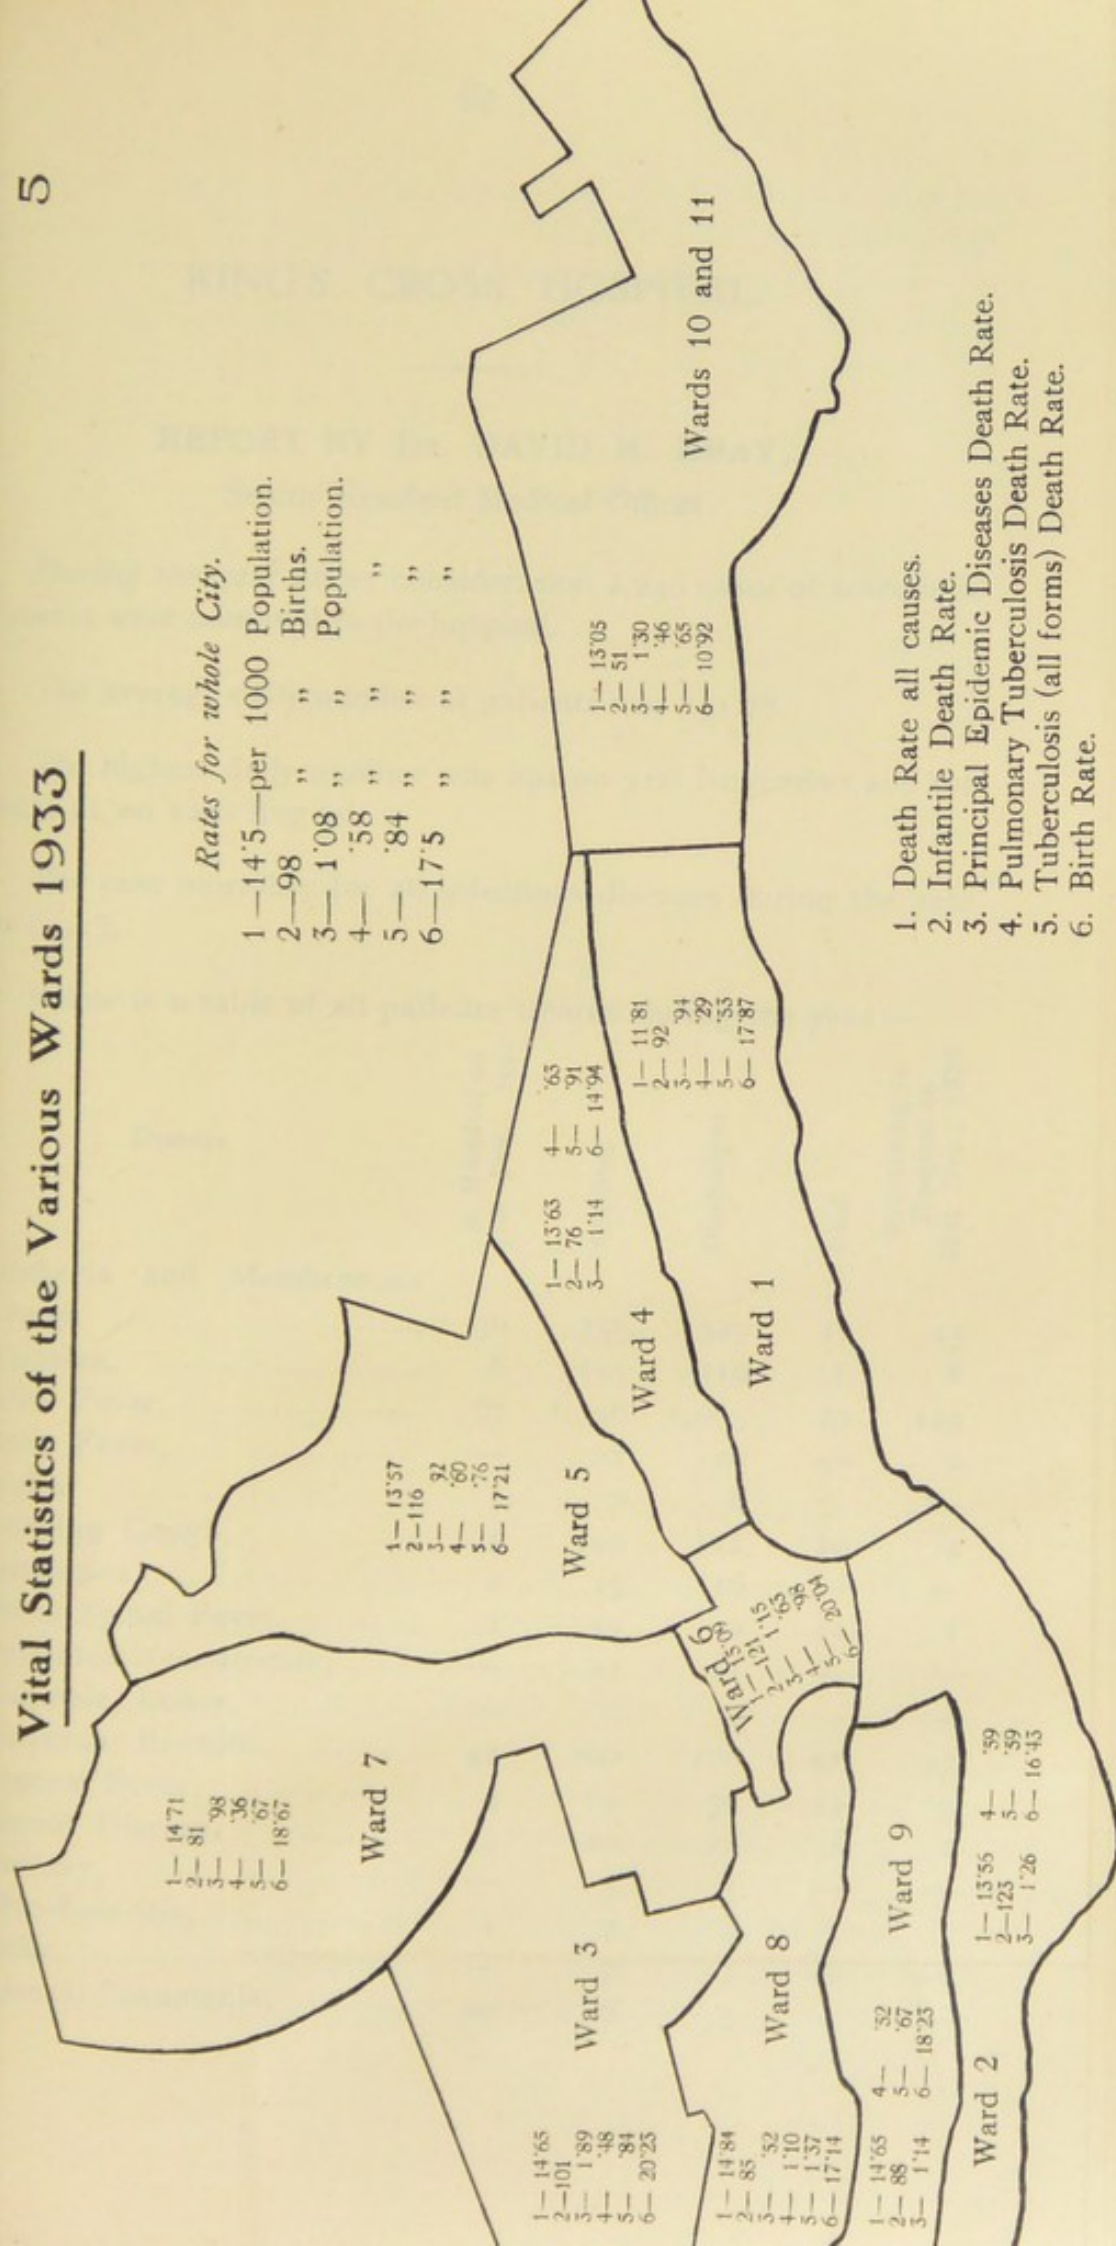 5
Vital Statistics of the Various Wards 1933
Rates for whole City.
1—14·5—per 1000 Population.
2—98 „ „ Births.
3— 1·08 „ „ Population.
4— ·58 „ „ „
5— ·84 „ „ „
6—17·5 „ „ „
Ward 7
1— 14·71
2— 81
3— ·98
4— ·36
5— ·67
6— 18·67
Ward 5
1— 13·57
2—116
3— ·92
4— ·60
5— ·76
6— 17·21
Ward 4
1— 13·63
2— 76
3— 1·14
4— ·63
5— ·91
6— 14·94
Wards 10 and 11
1— 13·05
2— 51
3— 1·30
4— ·46
5— ·65
6— 10·92
Ward 3
1— 14·65
2—101
3— 1·89
4— ·48
5— ·84
6— 20·23
Ward 6
1— 15·09
2—121
3— 1·15
4— ·63
5— ·98
6— 20·04
Ward 1
1— 11·81
2— 92
3— ·94
4— ·29
5— ·53
6— 17·87
Ward 8
1— 14·84
2— 85
3— ·52
4— 1·10
5— 1·37
6— 17·14
Ward 9
1— 14·65
2— 88
3— 1·14
4— ·52
5— ·67
6— 18·23
Ward 2
1— 13·55
2—123
3— 1·26
4— ·59
5— ·59
6— 16·43
1. Death Rate all causes.
2. Infantile Death Rate.
3. Principal Epidemic Diseases Death Rate.
4. Pulmonary Tuberculosis Death Rate.
5. Tuberculosis (all forms) Death Rate.
6. Birth Rate.